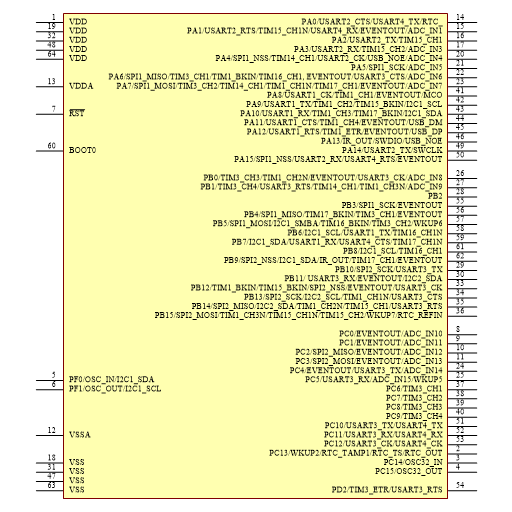 1 VDD PA0/USART2_CTS/USART4_TX/RTC_ 14
19 VDD PA1/USART2_RTS/TIM15_CH1N/USART4_RX/EVENTOUT/ADC_IN1 15
32 VDD PA2/USART2_TX/TIM15_CH1 16
48 VDD PA3/USART2_RX/TIM15_CH2/ADC_IN3 17
64 VDD PA4/SPI1_NSS/TIM14_CH1/USART2_CK/USB_NOE/ADC_IN4 20
PA5/SPI1_SCK/ADC_IN5 21
PA6/SPI1_MISO/TIM3_CH1/TIM1_BKIN/TIM16_CH1, EVENTOUT/USART3_CTS/ADC_IN6 22
13 VDDA PA7/SPI1_MOSI/TIM3_CH2/TIM14_CH1/TIM1_CH1N/TIM17_CH1/EVENTOUT/ADC_IN7 23
PA8/USART1_CK/TIM1_CH1/EVENTOUT/MCO 41
PA9/USART1_TX/TIM1_CH2/TIM15_BKIN/I2C1_SCL 42
7 RST PA10/USART1_RX/TIM1_CH3/TIM17_BKIN/I2C1_SDA 43
PA11/USART1_CTS/TIM1_CH4/EVENTOUT/USB_DM 44
PA12/USART1_RTS/TIM1_ETR/EVENTOUT/USB_DP 45
PA13/IR_OUT/SWDIO/USB_NOE 46
60 BOOT0 PA14/USART2_TX/SWCLK 49
PA15/SPI1_NSS/USART2_RX/USART4_RTS/EVENTOUT 50
PB0/TIM3_CH3/TIM1_CH2N/EVENTOUT/USART3_CK/ADC_IN8 26
PB1/TIM3_CH4/USART3_RTS/TIM14_CH1/TIM1_CH3N/ADC_IN9 27
PB2 28
PB3/SPI1_SCK/EVENTOUT 55
PB4/SPI1_MISO/TIM17_BKIN/TIM3_CH1/EVENTOUT 56
PB5/SPI1_MOSI/I2C1_SMBA/TIM16_BKIN/TIM3_CH2/WKUP6 57
PB6/I2C1_SCL/USART1_TX/TIM16_CH1N 58
PB7/I2C1_SDA/USART1_RX/USART4_CTS/TIM17_CH1N 59
PB8/I2C1_SCL/TIM16_CH1 61
PB9/SPI2_NSS/I2C1_SDA/IR_OUT/TIM17_CH1/EVENTOUT 62
PB10/SPI2_SCK/USART3_TX 29
PB11/ USART3_RX/EVENTOUT/I2C2_SDA 30
PB12/TIM1_BKIN/TIM15_BKIN/SPI2_NSS/EVENTOUT/USART3_CK 33
PB13/SPI2_SCK/I2C2_SCL/TIM1_CH1N/USART3_CTS 34
PB14/SPI2_MISO/I2C2_SDA/TIM1_CH2N/TIM15_CH1/USART3_RTS 35
PB15/SPI2_MOSI/TIM1_CH3N/TIM15_CH1N/TIM15_CH2/WKUP7/RTC_REFIN 36
PC0/EVENTOUT/ADC_IN10 8
PC1/EVENTOUT/ADC_IN11 9
PC2/SPI2_MISO/EVENTOUT/ADC_IN12 10
PC3/SPI2_MOSI/EVENTOUT/ADC_IN13 11
PC4/EVENTOUT/USART3_TX/ADC_IN14 24
5 PF0/OSC_IN/I2C1_SDA PC5/USART3_RX/ADC_IN15/WKUP5 25
6 PF1/OSC_OUT/I2C1_SCL PC6/TIM3_CH1 37
PC7/TIM3_CH2 38
PC8/TIM3_CH3 39
PC9/TIM3_CH4 40
PC10/USART3_TX/USART4_TX 51
12 VSSA PC11/USART3_RX/USART4_RX 52
PC12/USART3_CK/USART4_CK 53
PC13/WKUP2/RTC_TAMP1/RTC_TS/RTC_OUT 2
18 VSS PC14/OSC32_IN 3
31 VSS PC15/OSC32_OUT 4
47 VSS
63 VSS PD2/TIM3_ETR/USART3_RTS 54